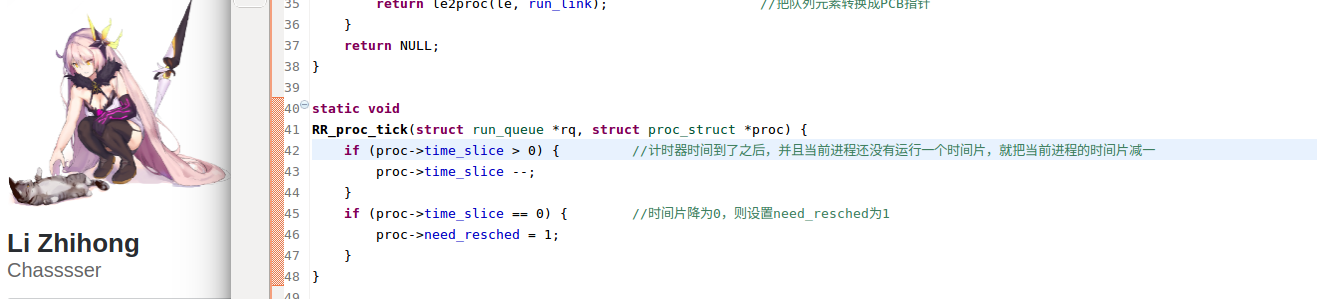 Li Zhihong
Chasssser
35 return le2proc(le, run_link); //把队列元素转换成PCB指针
36 }
37 return NULL;
38 }
39
40 static void
41 RR_proc_tick(struct run_queue *rq, struct proc_struct *proc) {
42 if (proc->time_slice > 0) { //计时器时间到了之后，并且当前进程还没有运行一个时间片，就把当前进程的时间片减一
43 proc->time_slice --;
44 }
45 if (proc->time_slice == 0) { //时间片降为0，则设置need_resched为1
46 proc->need_resched = 1;
47 }
48 }
49